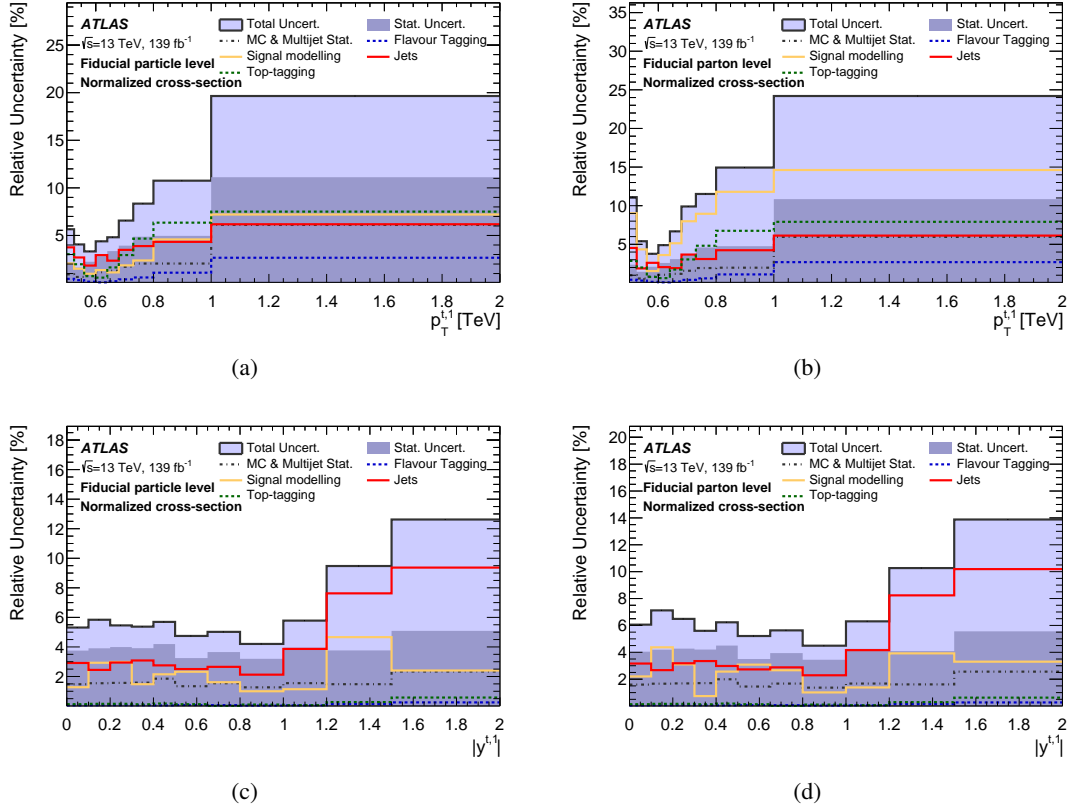 ATLAS
√s=13 TeV, 139 fb-1
Fiducial particle level
Normalized cross-section
Total Uncert.
Stat. Uncert.
MC & Multijet Stat.
Flavour Tagging
Signal modelling
Jets
Top-tagging
Relative Uncertainty [%]
25
20
15
10
5
0.6 0.8 1 1.2 1.4 1.6 1.8 2
p_T^{t,1} [TeV]
(a)
ATLAS
√s=13 TeV, 139 fb-1
Fiducial parton level
Normalized cross-section
Total Uncert.
Stat. Uncert.
MC & Multijet Stat.
Flavour Tagging
Signal modelling
Jets
Top-tagging
Relative Uncertainty [%]
35
30
25
20
15
10
5
0.6 0.8 1 1.2 1.4 1.6 1.8 2
p_T^{t,1} [TeV]
(b)
ATLAS
√s=13 TeV, 139 fb-1
Fiducial particle level
Normalized cross-section
Total Uncert.
Stat. Uncert.
MC & Multijet Stat.
Flavour Tagging
Signal modelling
Jets
Top-tagging
Relative Uncertainty [%]
18
16
14
12
10
8
6
4
2
0 0.2 0.4 0.6 0.8 1 1.2 1.4 1.6 1.8 2
|y^{t,1}|
(c)
ATLAS
√s=13 TeV, 139 fb-1
Fiducial parton level
Normalized cross-section
Total Uncert.
Stat. Uncert.
MC & Multijet Stat.
Flavour Tagging
Signal modelling
Jets
Top-tagging
Relative Uncertainty [%]
20
18
16
14
12
10
8
6
4
2
0 0.2 0.4 0.6 0.8 1 1.2 1.4 1.6 1.8 2
|y^{t,1}|
(d)